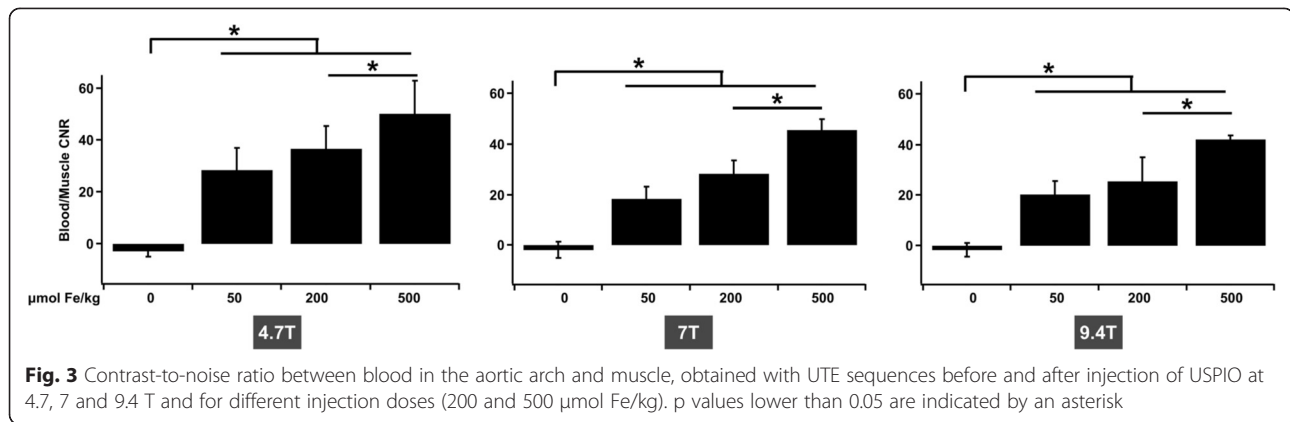 *
*
60
40
20
0
Blood/Muscle CNR
µmol Fe/kg
0 50 200 500
4.7T
*
*
60
40
20
0
0 50 200 500
7T
*
*
60
40
20
0
0 50 200 500
9.4T
Fig. 3 Contrast-to-noise ratio between blood in the aortic arch and muscle, obtained with UTE sequences before and after injection of USPIO at
4.7, 7 and 9.4 T and for different injection doses (200 and 500 µmol Fe/kg). p values lower than 0.05 are indicated by an asterisk